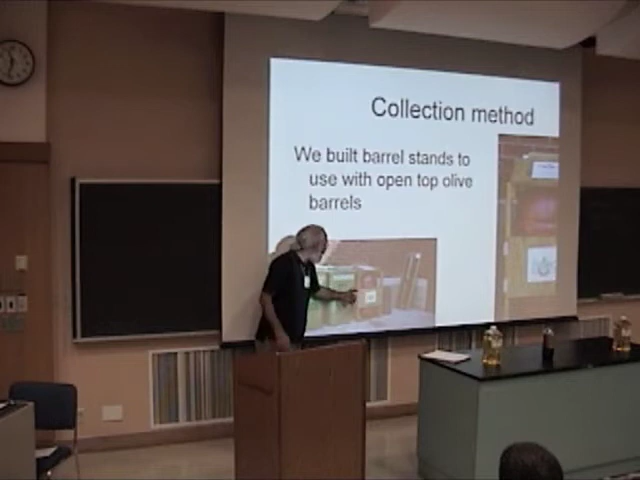 Collection method
We built barrel stands to
use with open top olive
barrels